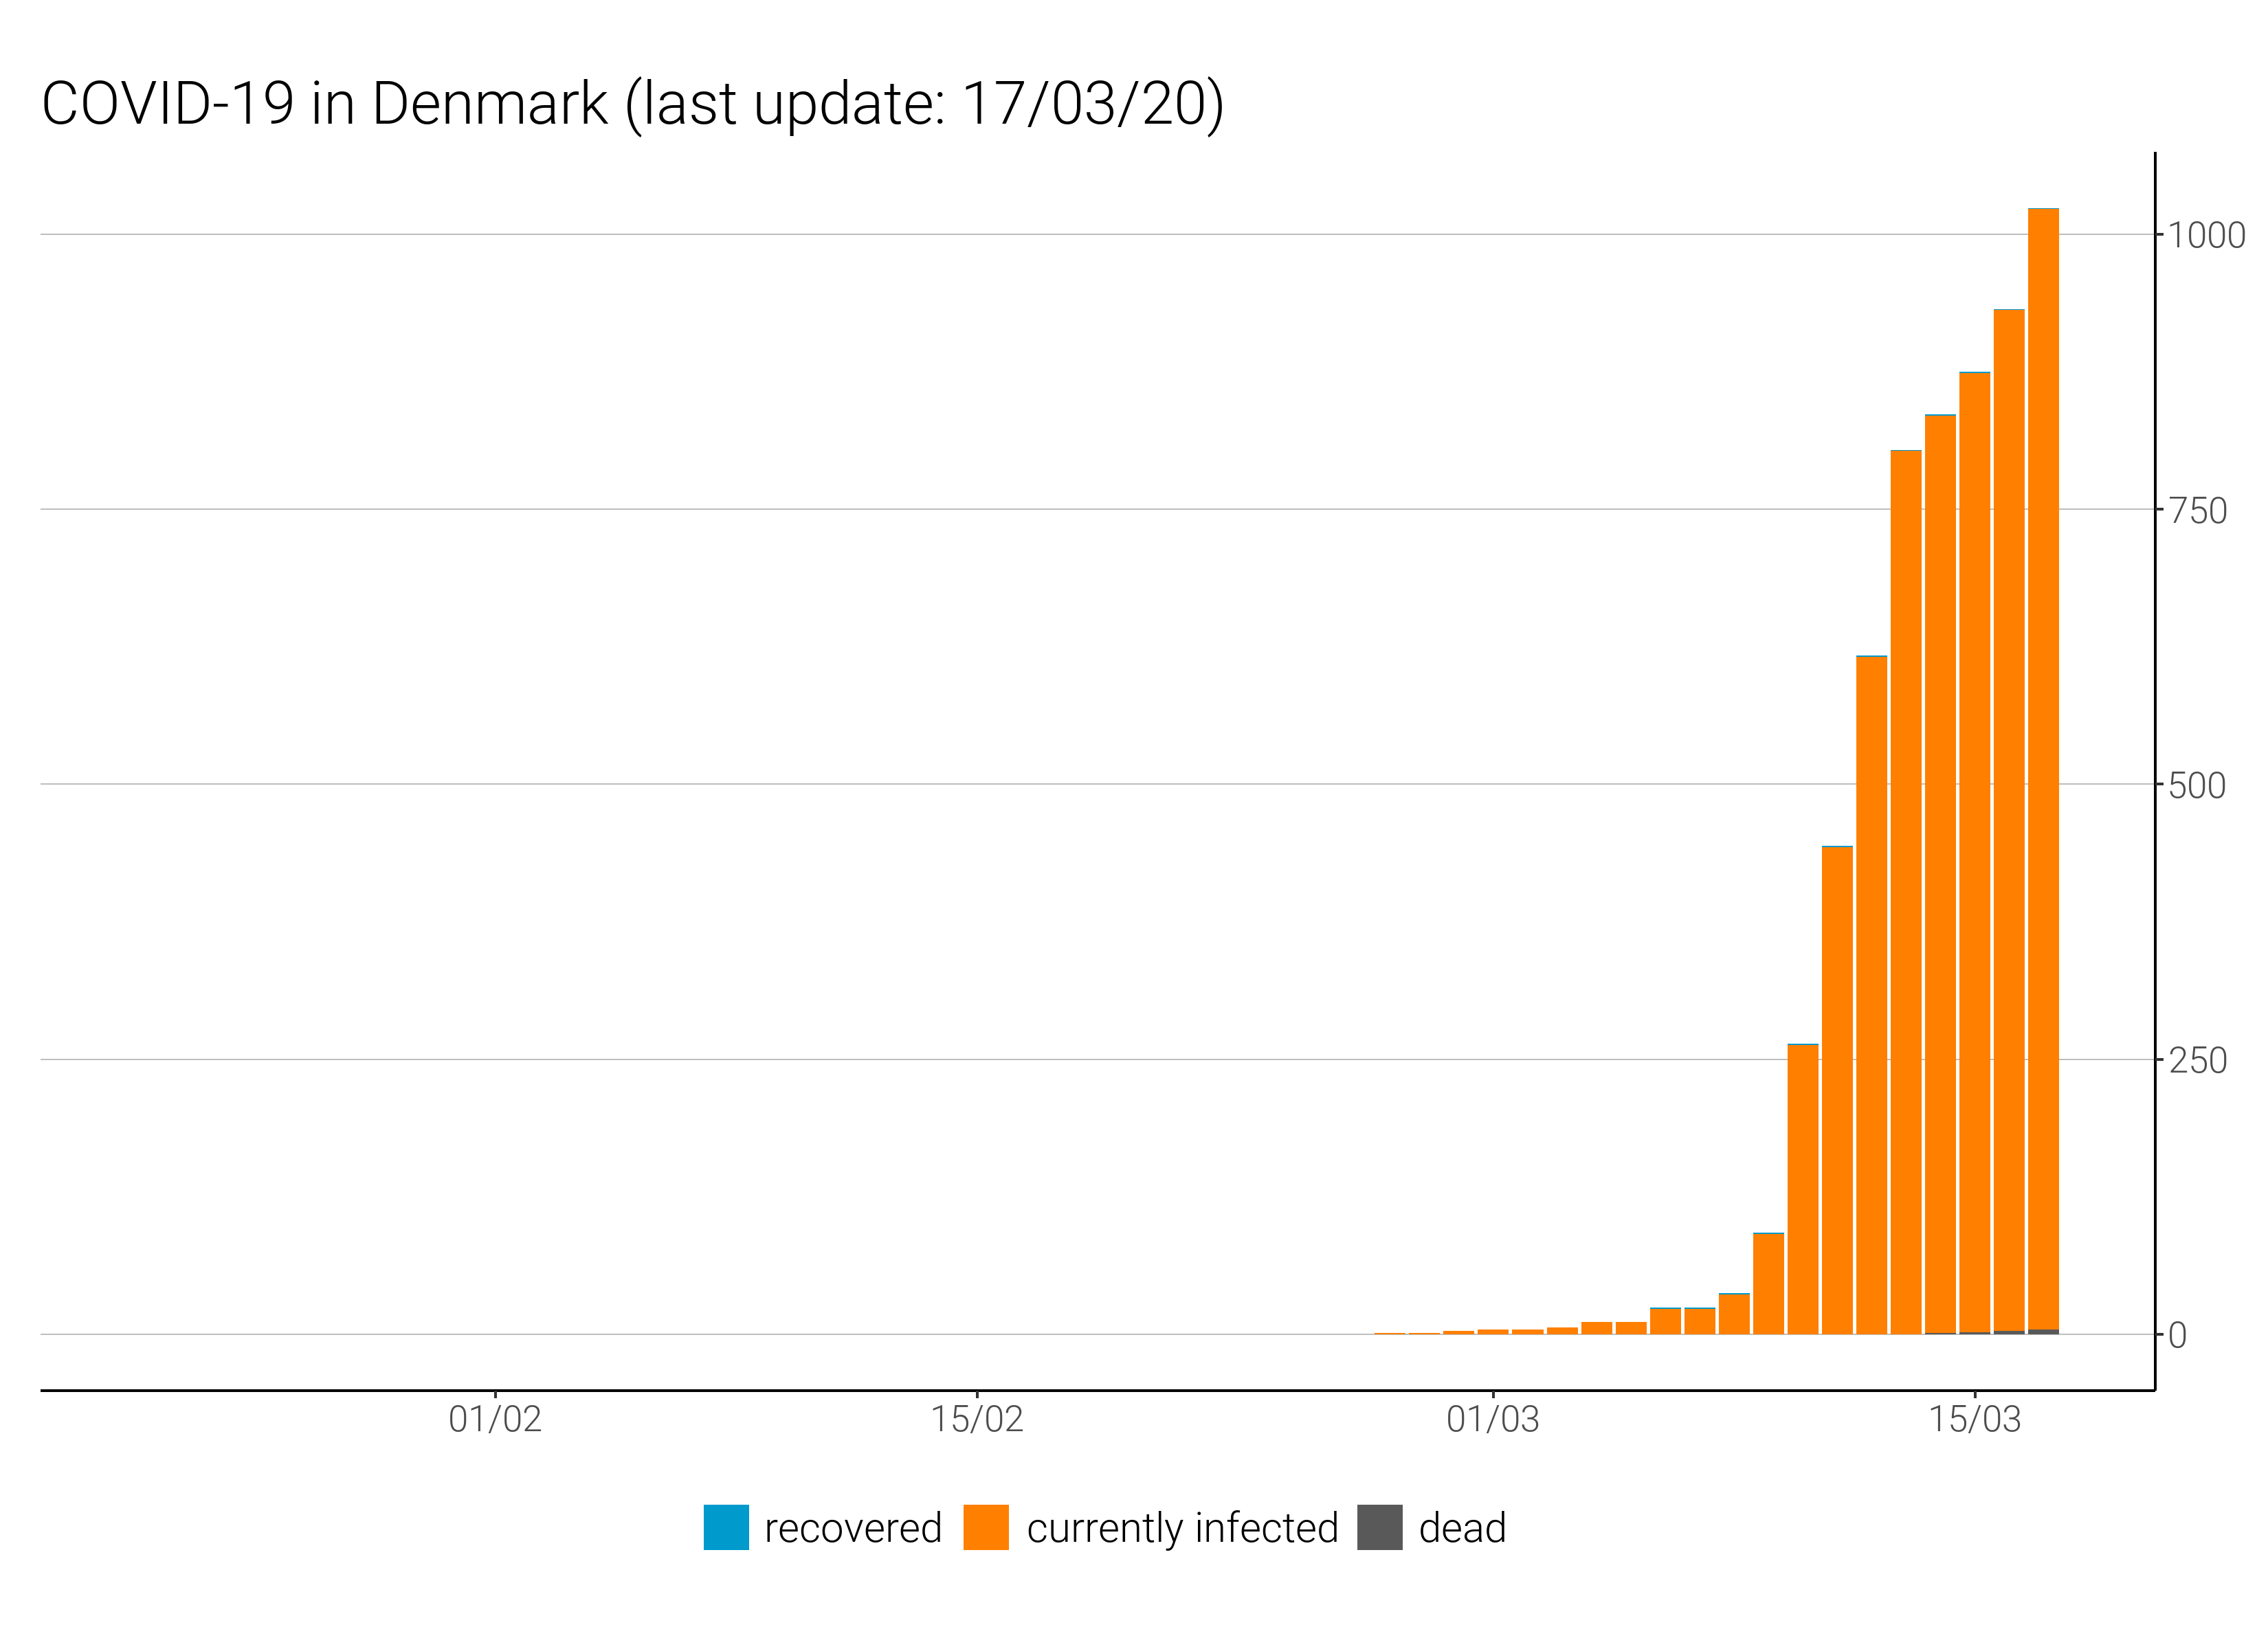 COVID-19 in Denmark (last update: 17/03/20)
1000
750
500
250
0
01/02 15/02 01/03 15/03
recovered currently infected dead